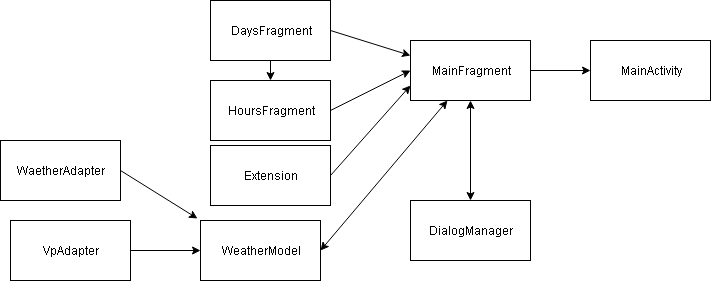 DaysFragment
MainFragment
MainActivity
HoursFragment
Extension
WaetherAdapter
DialogManager
VpAdapter
WeatherModel